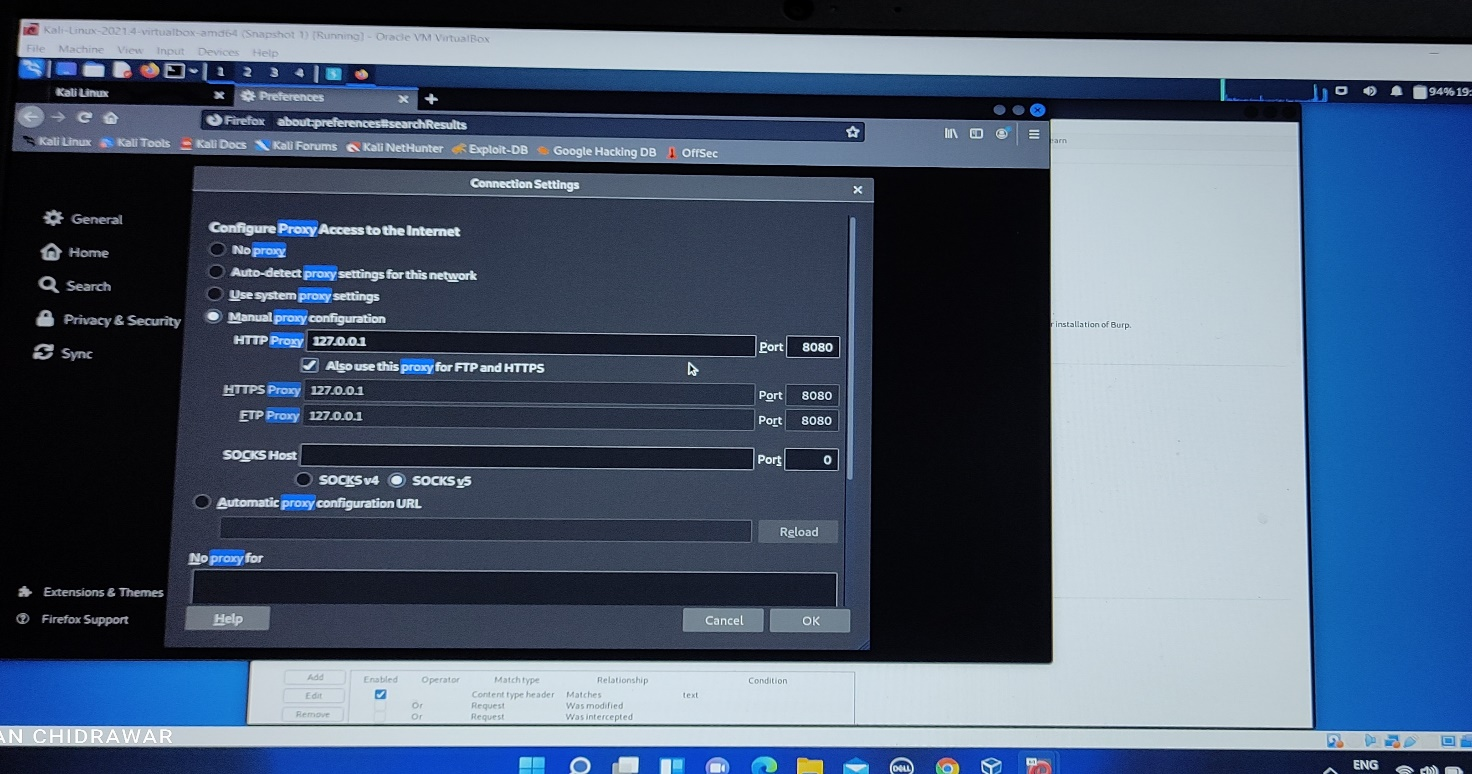 Kali-Linux-2021.4-virtualbox-amd64 (Snapshot 1) [Running] - Oracle VM VirtualBox
File Machine View Input Devices Help
1 2 3 4
94% 19:
Kali Linux
Preferences
Firefox about:preferences#searchResults
Kali Linux Kali Tools Kali Docs Kali Forums Kali NetHunter Exploit-DB Google Hacking DB OffSec
earn
Connection Settings
General
Home
Search
Privacy & Security
Sync
Extensions & Themes
Firefox Support
Configure Proxy Access to the Internet
No proxy
Auto-detect proxy settings for this network
Use system proxy settings
Manual proxy configuration
HTTP Proxy 127.0.0.1 Port 8080
Also use this proxy for FTP and HTTPS
HTTPS Proxy 127.0.0.1 Port 8080
FTP Proxy 127.0.0.1 Port 8080
SOCKS Host Port 0
SOCKS v4 SOCKS v5
Automatic proxy configuration URL
Reload
No proxy for
Help Cancel OK
r installation of Burp.
Add Enabled Operator Match type Relationship Condition
Edit Content type header Matches text
Or Request Was modified
Remove Or Request Was intercepted
AN CHIDRAWAR
DELL
ENG